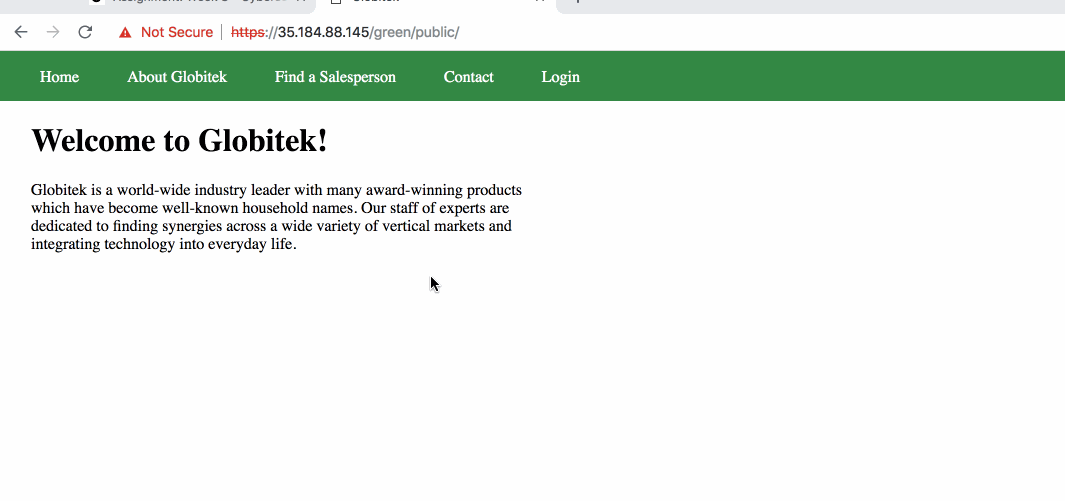 Not Secure https://35.184.88.145/green/public/
Home About Globitek Find a Salesperson Contact Login
Welcome to Globitek!
Globitek is a world-wide industry leader with many award-winning products
which have become well-known household names. Our staff of experts are
dedicated to finding synergies across a wide variety of vertical markets and
integrating technology into everyday life.